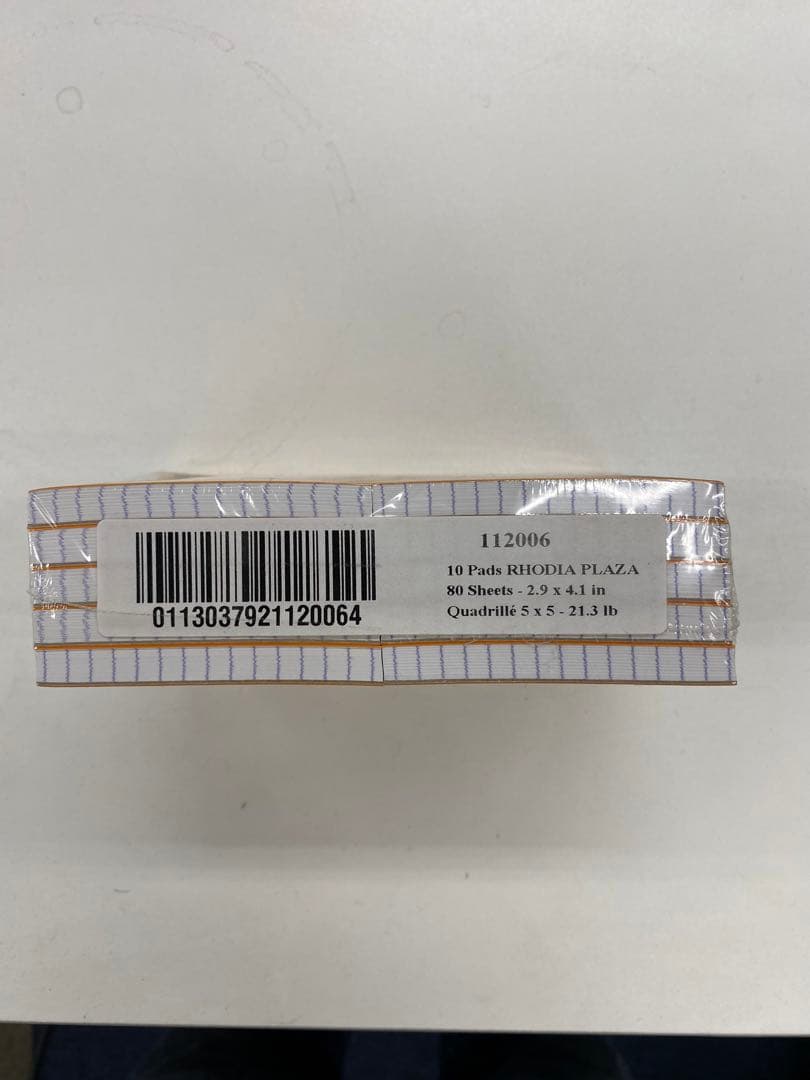 112006
10 Pads RHODIA PLAZA
80 Sheets - 2.9 x 4.1 in
Quadrillé 5 x 5 - 21.3 lb
0113037921120064